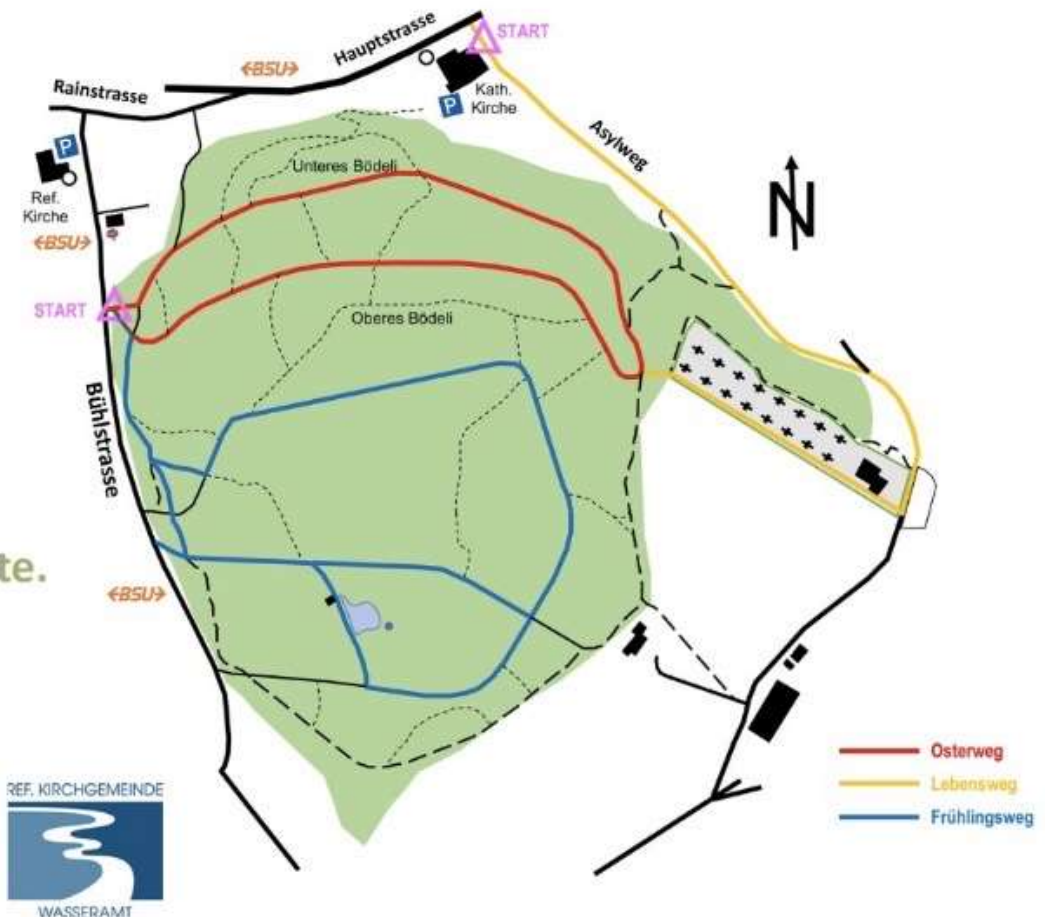 START
Hauptstrasse
<BSU>
Rainstrasse
Kath.
Kirche
P
Asylweg
P
Unteres Bödeli
N
Ref.
Kirche
<BSU>
START
Oberes Bödeli
Bühlstrasse
te.
<BSU>
Osterweg
Lebensweg
Frühlingsweg
REF. KIRCHGEMEINDE
WASSERAMT